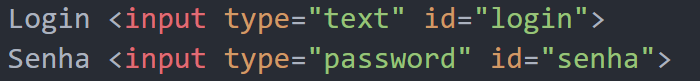 Login <input type="text" id="login">
Senha <input type="password" id="senha">